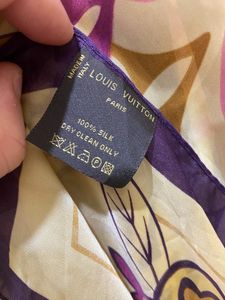 MADE IN
ITALY
LOUIS VUITTON
PARIS
100% SILK
DRY CLEAN ONLY